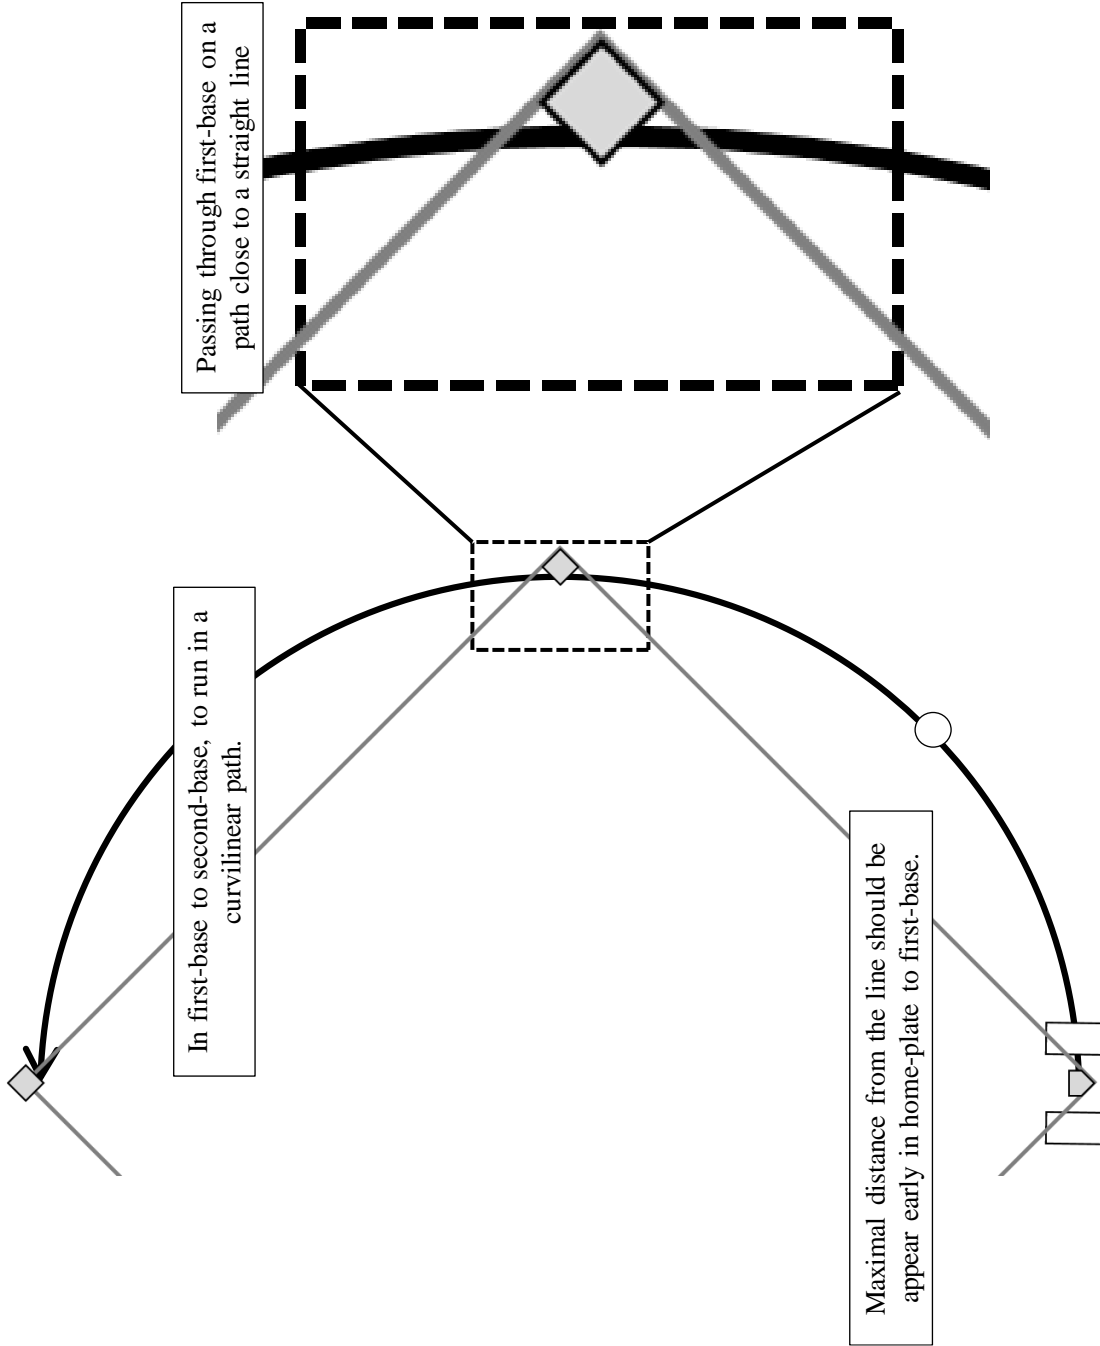 Passing through first-base on a
path close to a straight line
In first-base to second-base, to run in a
curvilinear path.
Maximal distance from the line should be
appear early in home-plate to first-base.